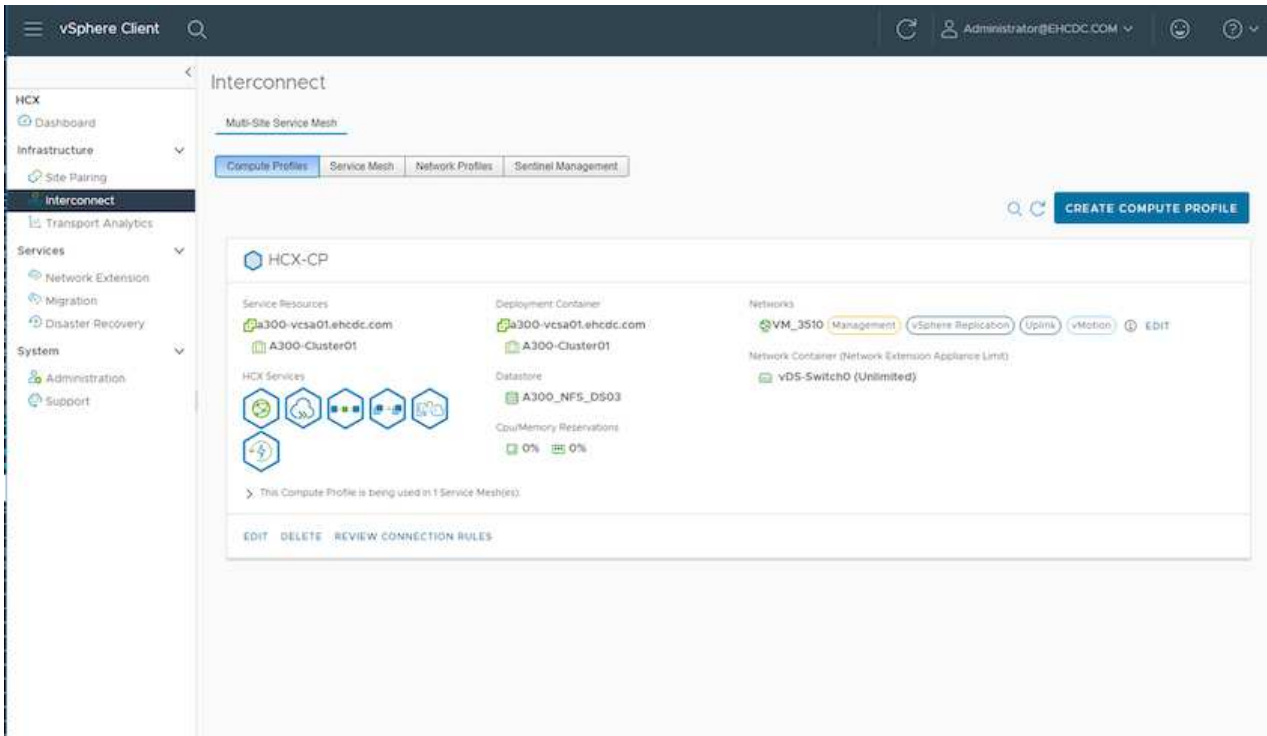 vSphere Client
Administrator@EHCDC.COM
HCX
Dashboard
Infrastructure
Site Pairing
Interconnect
Transport Analytics
Services
Network Extension
Migration
Disaster Recovery
System
Administration
Support
Interconnect
Multi-Site Service Mesh
Compute Profiles Service Mesh Network Profiles Sentinel Management
CREATE COMPUTE PROFILE
HCX-CP
Service Resources
a300-vcsa01.ehcdc.com
A300-Cluster01
HCX Services
Deployment Container
a300-vcsa01.ehcdc.com
A300-Cluster01
Datastore
A300_NFS_DS03
Cpu/Memory Reservations
0% 0%
Networks
VM_3510 Management vSphere Replication Uplink vMotion EDIT
Network Container (Network Extension Appliance Limit)
vDS-Switch0 (Unlimited)
This Compute Profile is being used in 1 Service Mesh(es).
EDIT DELETE REVIEW CONNECTION RULES